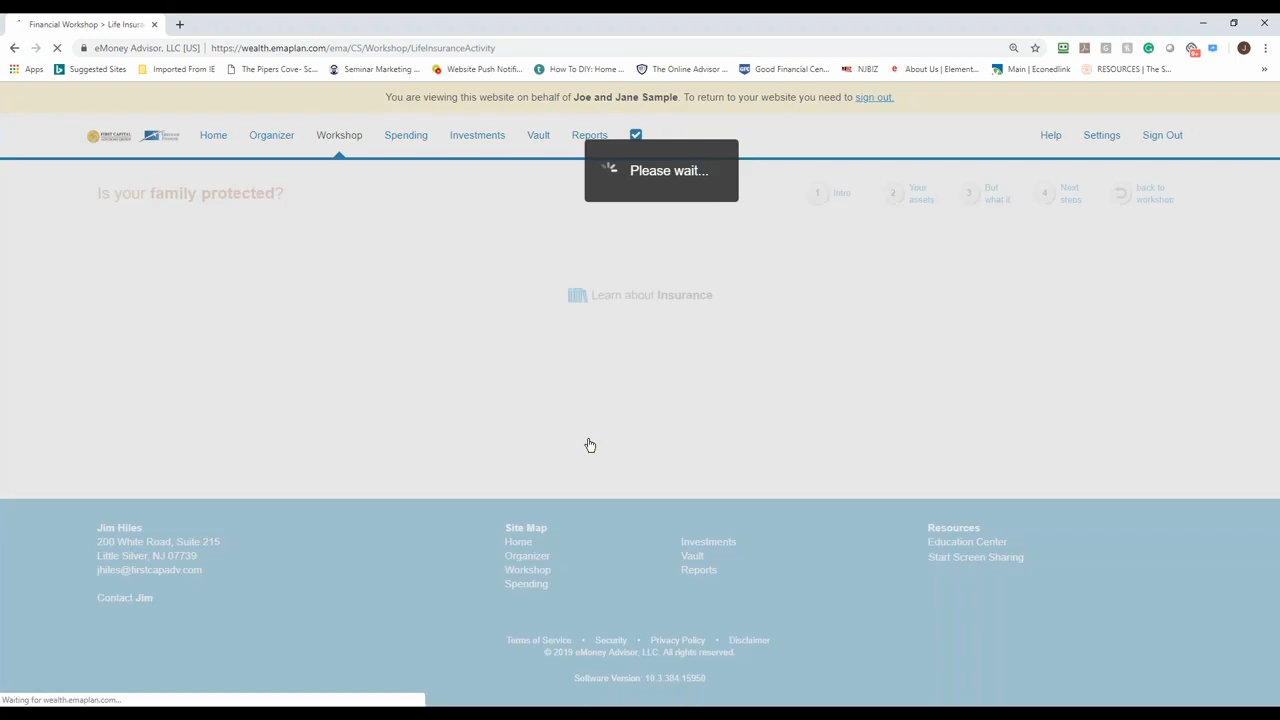 Financial Workshop > Life Insura
eMoney Advisor, LLC [US] | https://wealth.emaplan.com/ema/CS/Workshop/LifeInsuranceActivity
J
Apps Suggested Sites Imported From IE The Pipers Cove- Sc... Seminar Marketing ... Website Push Notifi... How To DIY: Home ... The Online Advisor ... Good Financial Cen... NJBIZ About Us | Element... Main | Econedlink RESOURCES | The S... »
You are viewing this website on behalf of Joe and Jane Sample. To return to your website you need to sign out.
FIRST CAPITAL Home Organizer Workshop Spending Investments Vault Reports Help Settings Sign Out
Please wait...
Is your family protected?
1 Intro
2 Your assets
3 But what if
4 Next steps
back to workshop
Learn about Insurance
Jim Hiles
200 White Road, Suite 215
Little Silver, NJ 07739
jhiles@firstcapadv.com
Contact Jim
Site Map
Home
Organizer
Workshop
Spending
Investments
Vault
Reports
Resources
Education Center
Start Screen Sharing
Terms of Service • Security • Privacy Policy • Disclaimer
© 2019 eMoney Advisor, LLC. All rights reserved.
Software Version: 10.3.384.15950
Waiting for wealth.emaplan.com...